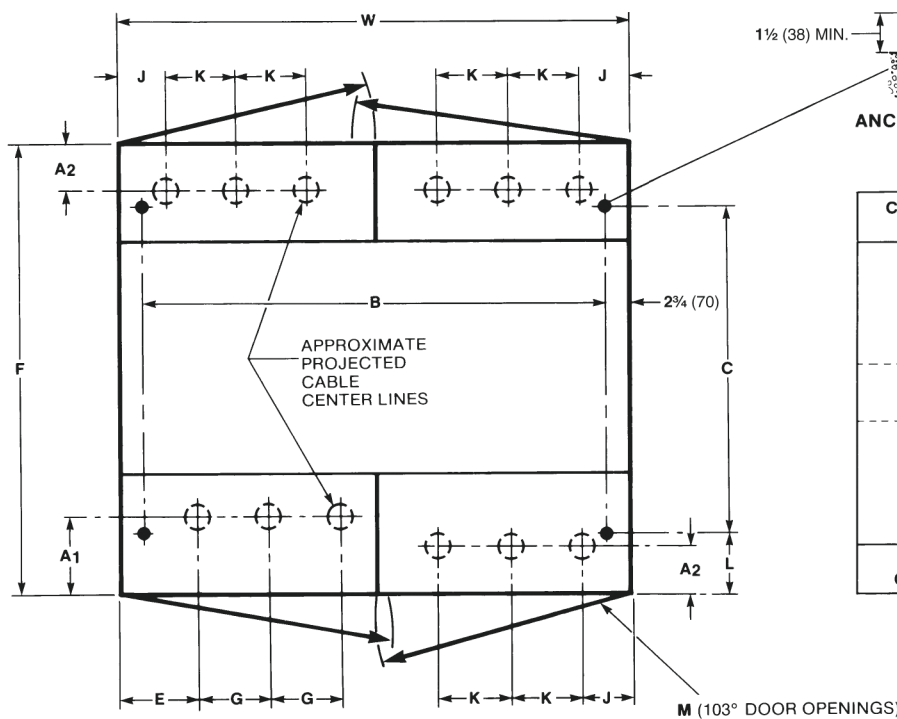 W
1½ (38) MIN.
J K K K K J
ANC
A2
C
B
2¾ (70)
F
APPROXIMATE
PROJECTED
CABLE
CENTER LINES
C
A1
A2
L
E G G K K J
M (103° DOOR OPENINGS)